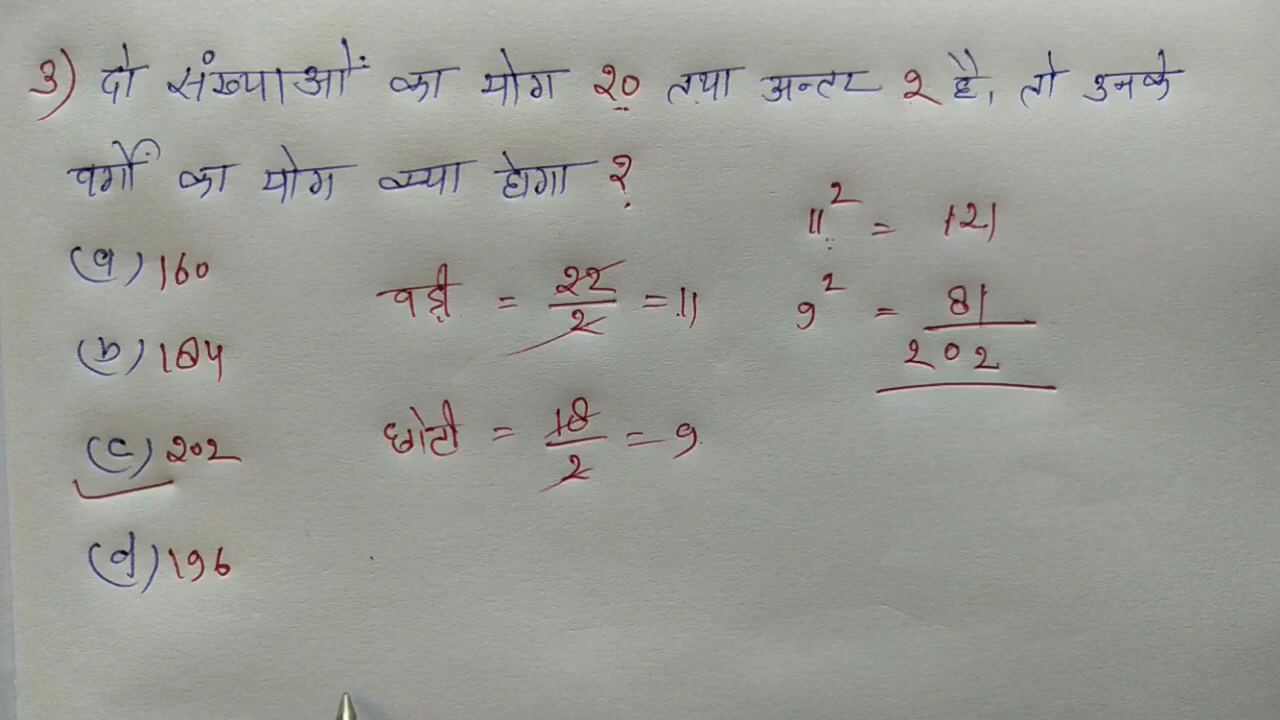 3) दो संख्याओं का योग 20 तथा अन्तर 2 है, तो उनके
वर्गों का योग क्या होगा ?
(a) 160
(b) 184
(c) 202
(d) 196
बड़ी = 22/2 = 11
छोटी = 18/2 = 9
11² = 121
9² = 81
202